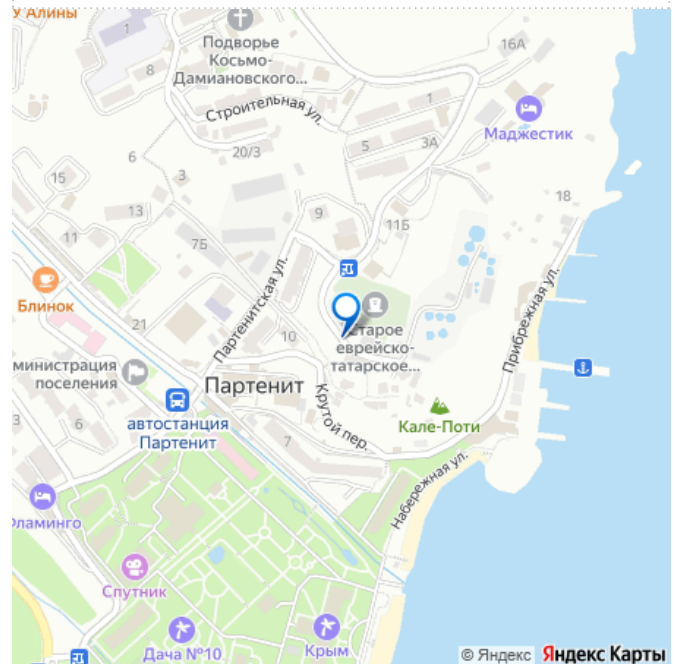 У Алины
1
8
Подворье
Косьмо-
Дамиановского...
16А
Строительная ул.
1
Маджестик
20/3
5
3А
6
3
15
13
9
18
11
7Б
11Б
Блинок
21
Партенитская ул.
10
Старое
еврейско-
татарское...
Прибрежная ул.
министрация
поселения
Партенит
Крутой пер.
Кале-Поти
3
6
автостанция
Партенит
7
Набережная ул.
Фламинго
Спутник
Дача №10
Крым
© Яндекс Яндекс Карты